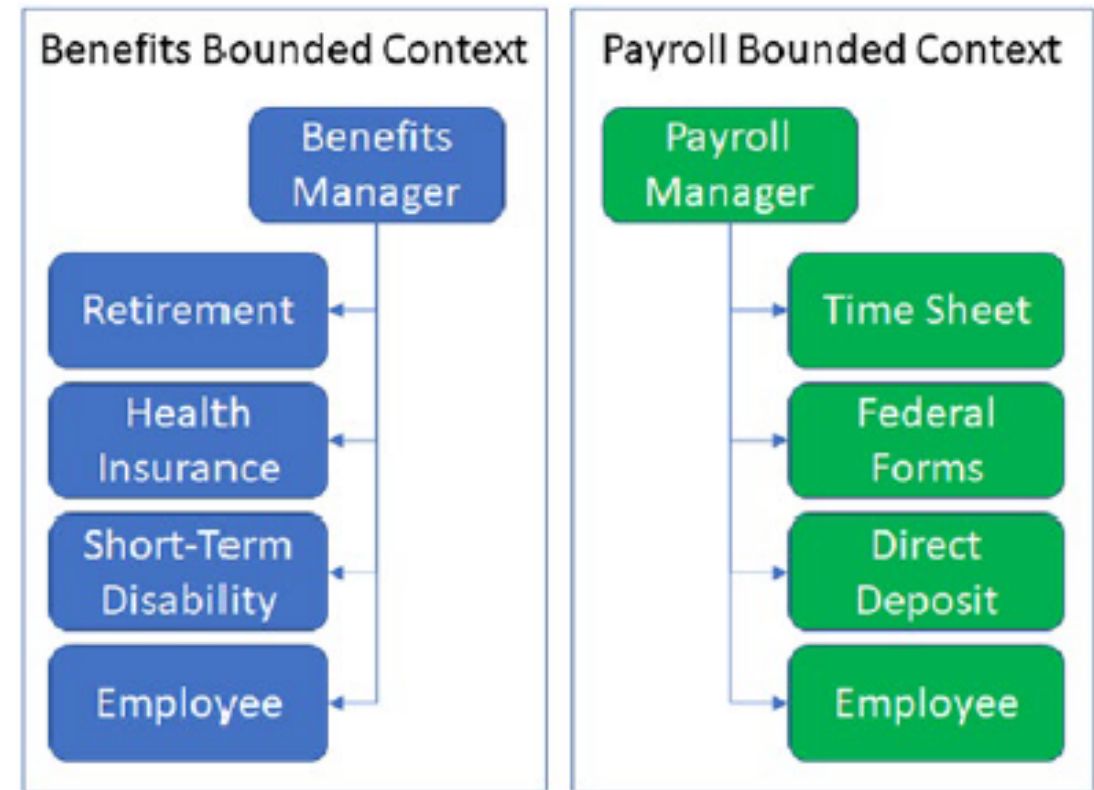 Benefits Bounded Context
Benefits
Manager
Retirement
Health
Insurance
Short-Term
Disability
Employee
Payroll Bounded Context
Payroll
Manager
Time Sheet
Federal
Forms
Direct
Deposit
Employee